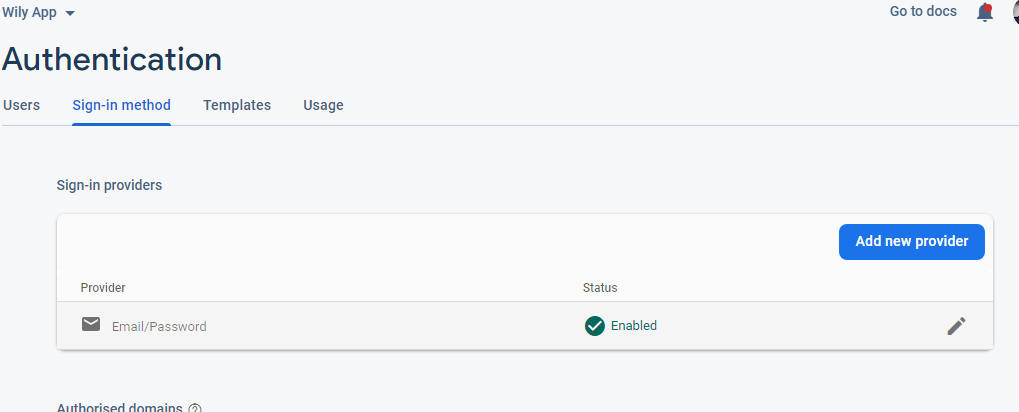 Wily App
Go to docs
Authentication
Users
Sign-in method
Templates
Usage
Sign-in providers
Add new provider
Provider
Status
Email/Password
Enabled
Authorised domains